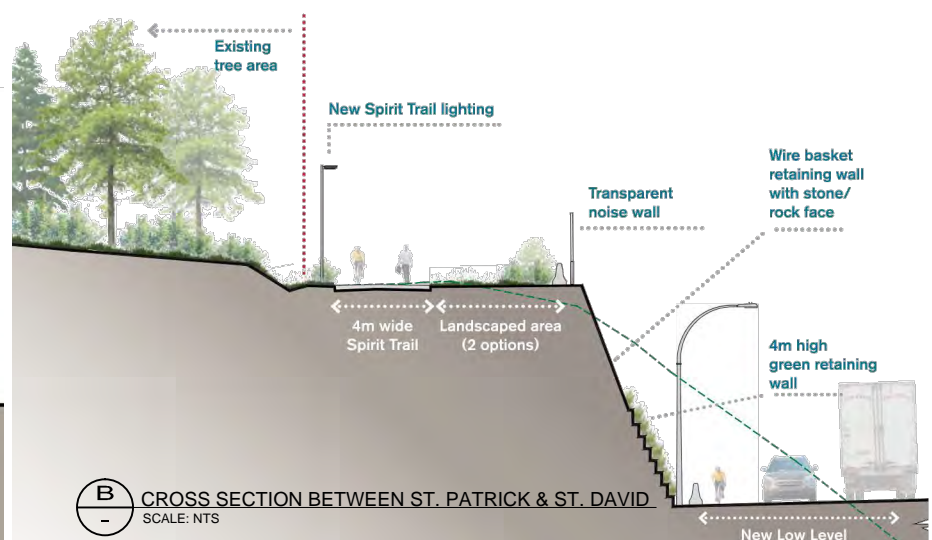 Existing
tree area
New Spirit Trail lighting
Transparent
noise wall
Wire basket
retaining wall
with stone/
rock face
4m wide
Spirit Trail
Landscaped area
(2 options)
4m high
green retaining
wall
B
-
CROSS SECTION BETWEEN ST. PATRICK & ST. DAVID
SCALE: NTS
New Low Level